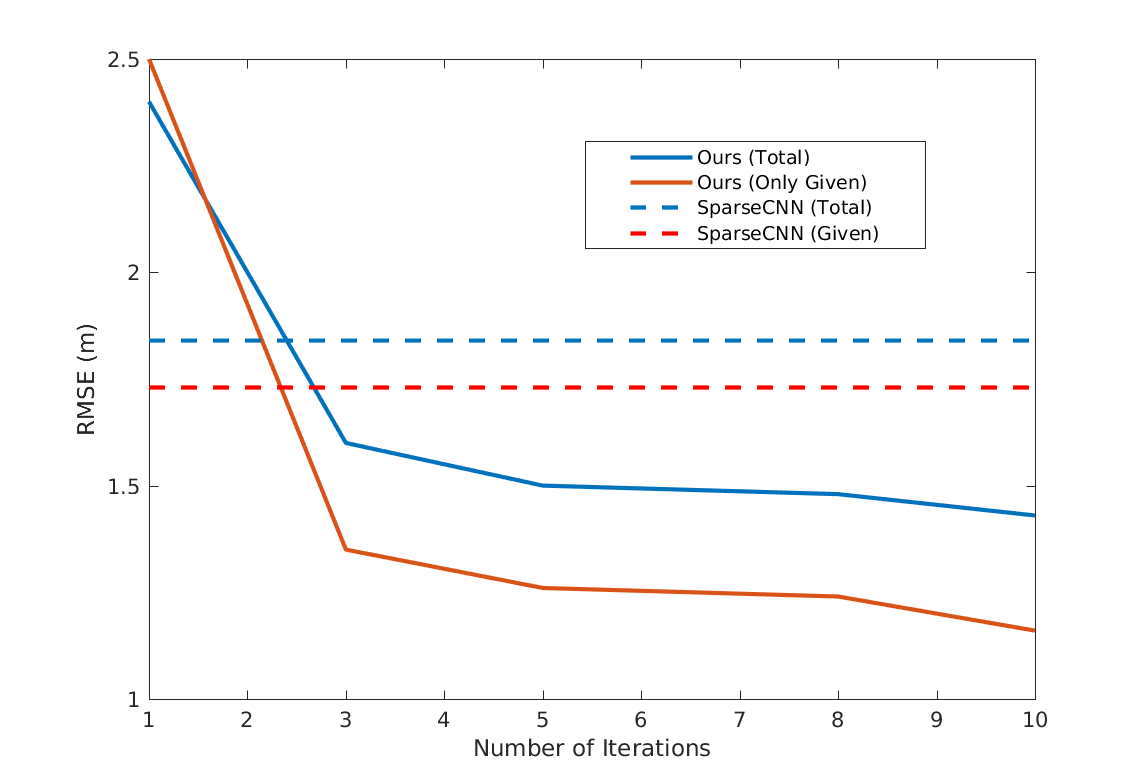 2.5
2
1.5
1
RMSE (m)
Ours (Total)
Ours (Only Given)
SparseCNN (Total)
SparseCNN (Given)
1 2 3 4 5 6 7 8 9 10
Number of Iterations